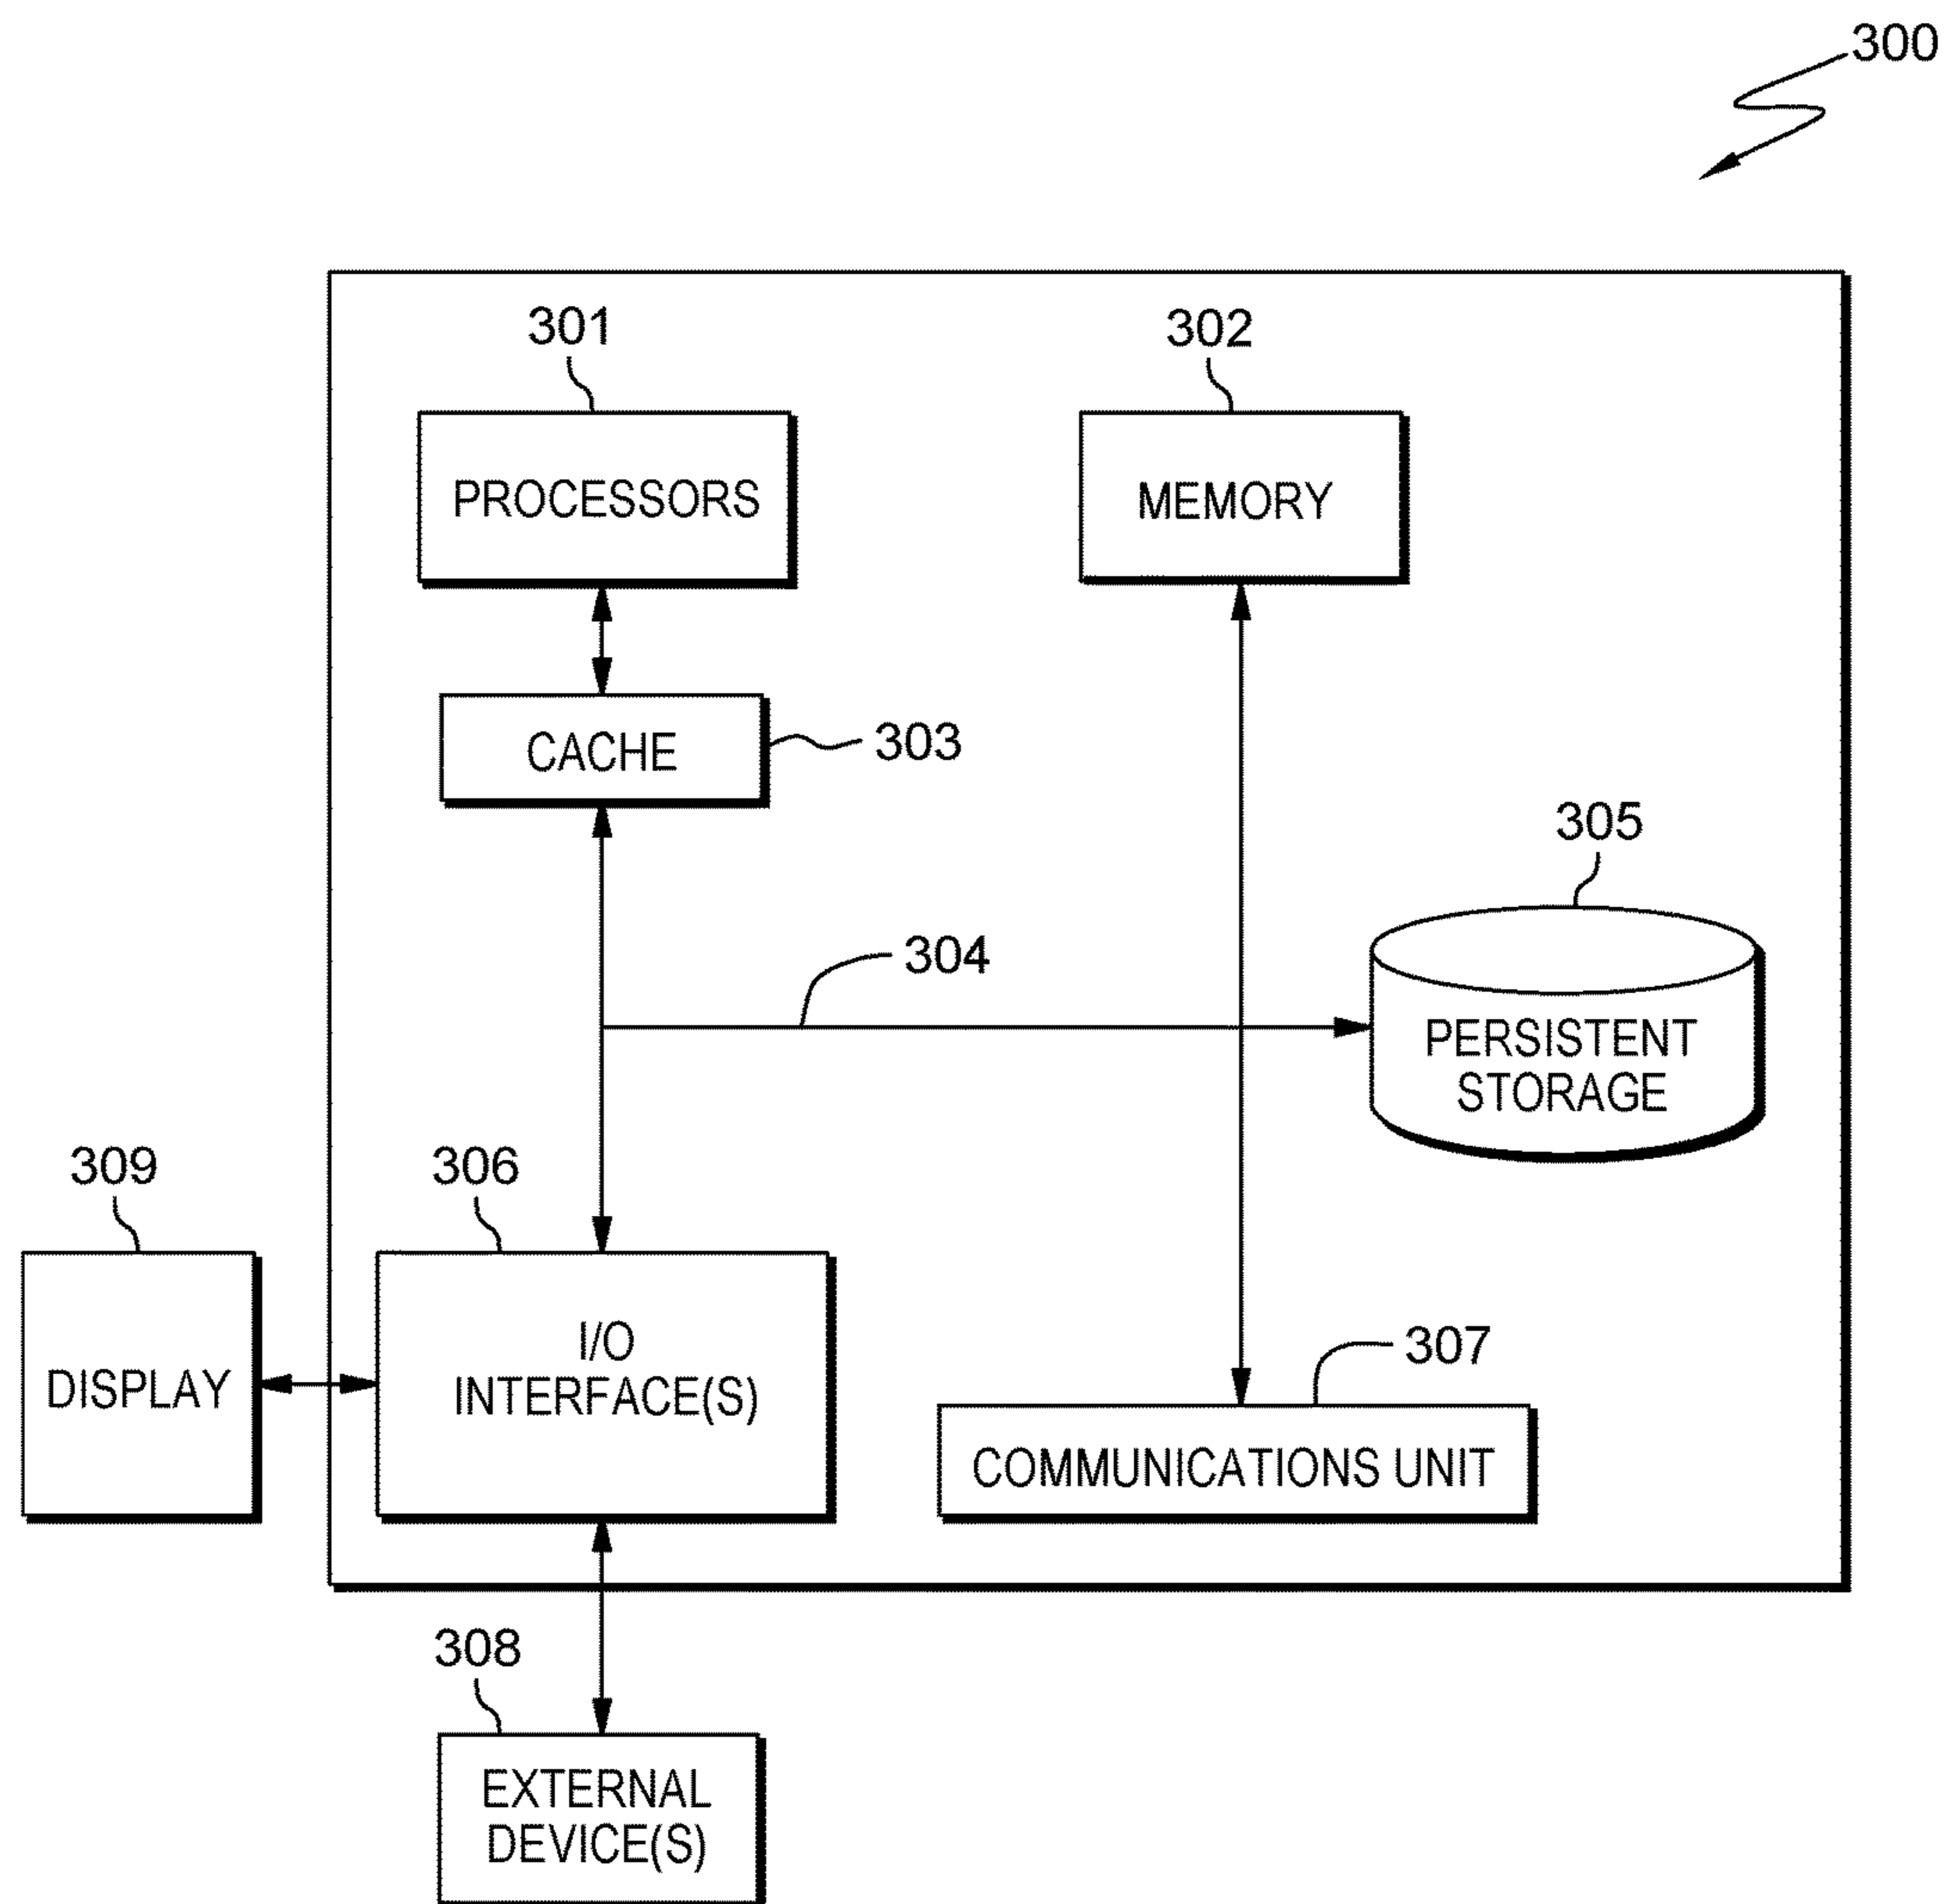 300
301
302
PROCESSORS
MEMORY
CACHE
303
305
304
PERSISTENT
STORAGE
309
306
I/O
INTERFACE(S)
DISPLAY
307
COMMUNICATIONS UNIT
308
EXTERNAL
DEVICE(S)